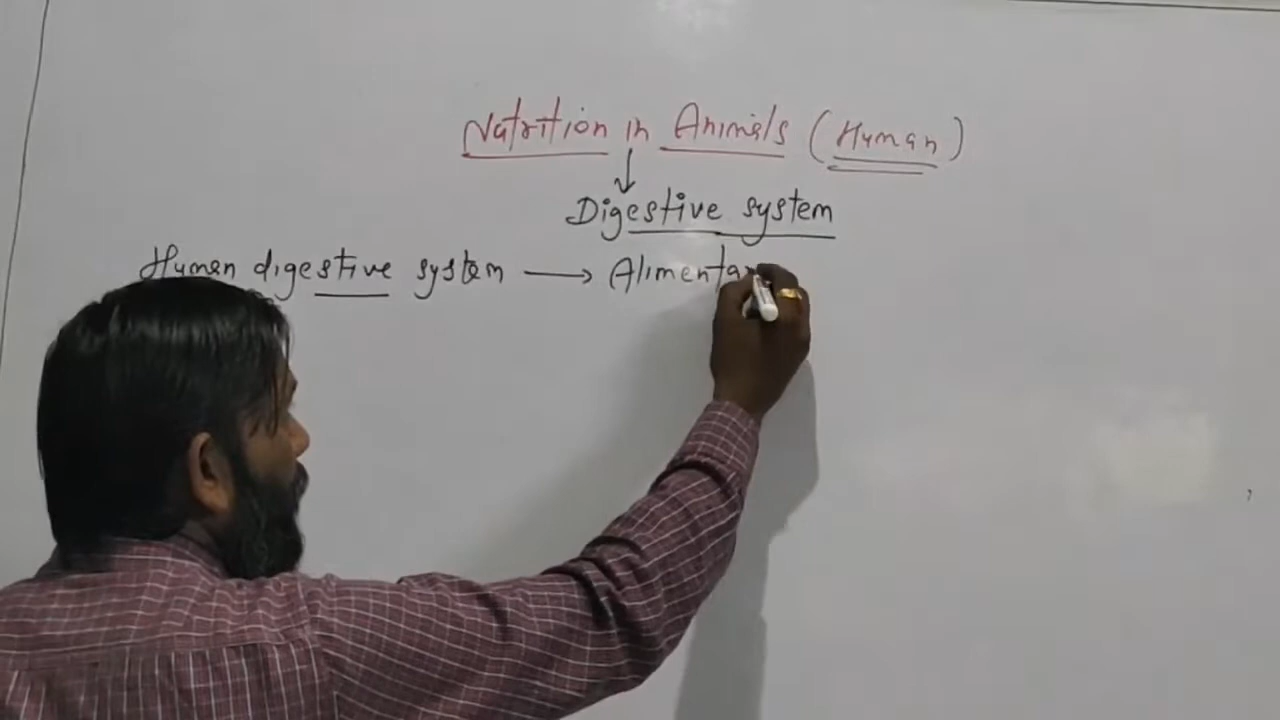 Nutrition in Animals (Human)
↓
Digestive system
Human digestive system → Alimenta